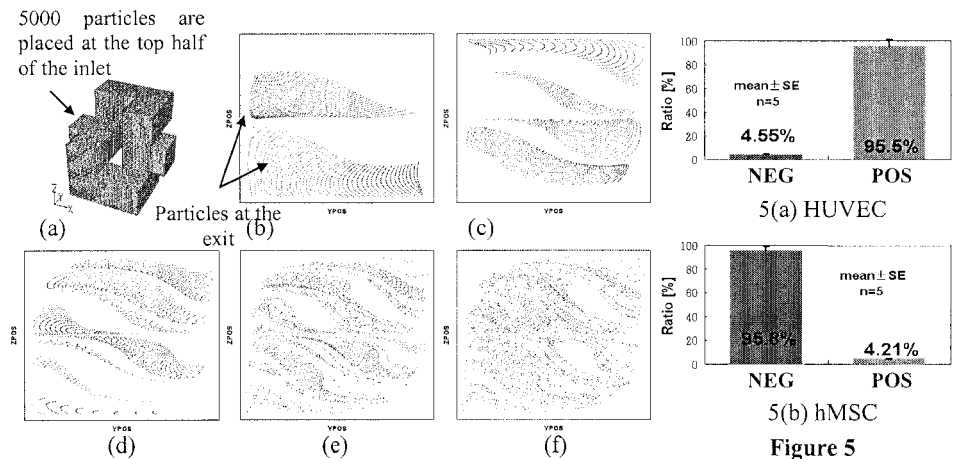 5000 particles are
placed at the top half
of the inlet
Z
Y
X
(a)
ZPOS
YPOS
Particles at the
exit
(b)
ZPOS
YPOS
(c)
ZPOS
YPOS
(d)
ZPOS
YPOS
(e)
ZPOS
YPOS
(f)
Ratio [%]
100
80
60
40
20
0
mean± SE
n=5
4.55%
95.5%
NEG
POS
5(a) HUVEC
Ratio [%]
100
80
60
40
20
0
mean± SE
n=5
95.8%
4.21%
NEG
POS
5(b) hMSC
Figure 5